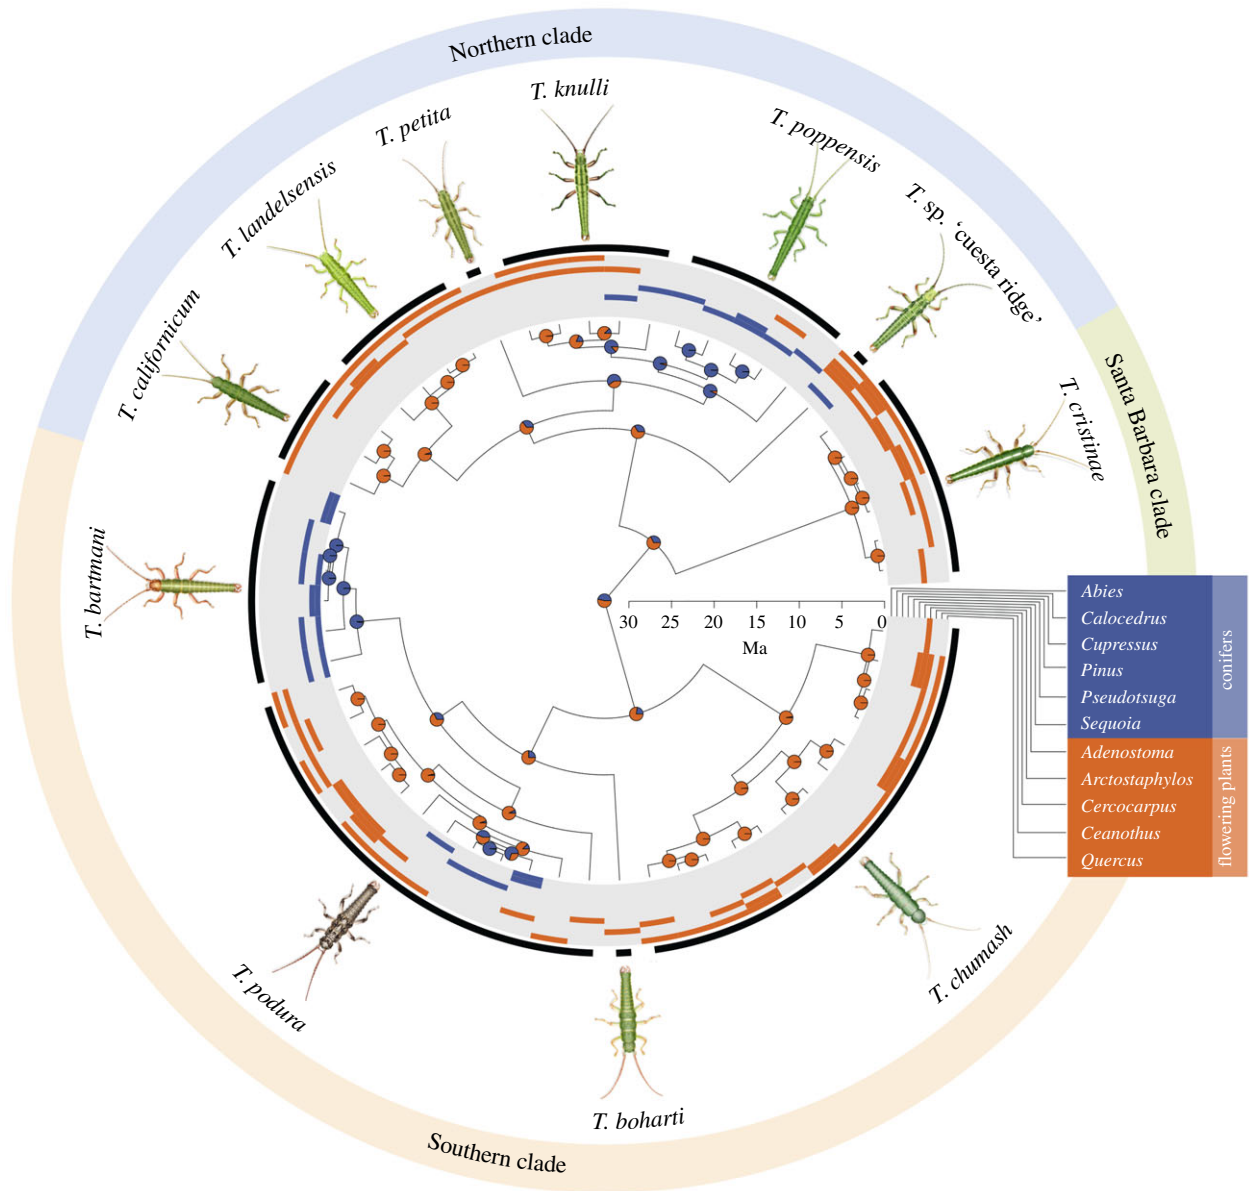 Northern clade
T. knulli
T. petita
T. poppensis
T. landelsensis
T. sp. ‘cuesta ridge’
T. californicum
Santa Barbara clade
T. cristinae
T. bartmani
30 25 20 15 10 5 0
Ma
Abies
Calocedrus
Cupressus
Pinus
Pseudotsuga
Sequoia
conifers
Adenostoma
Arctostaphylos
Cercocarpus
Ceanothus
Quercus
flowering plants
T. podura
T. chumash
T. boharti
Southern clade